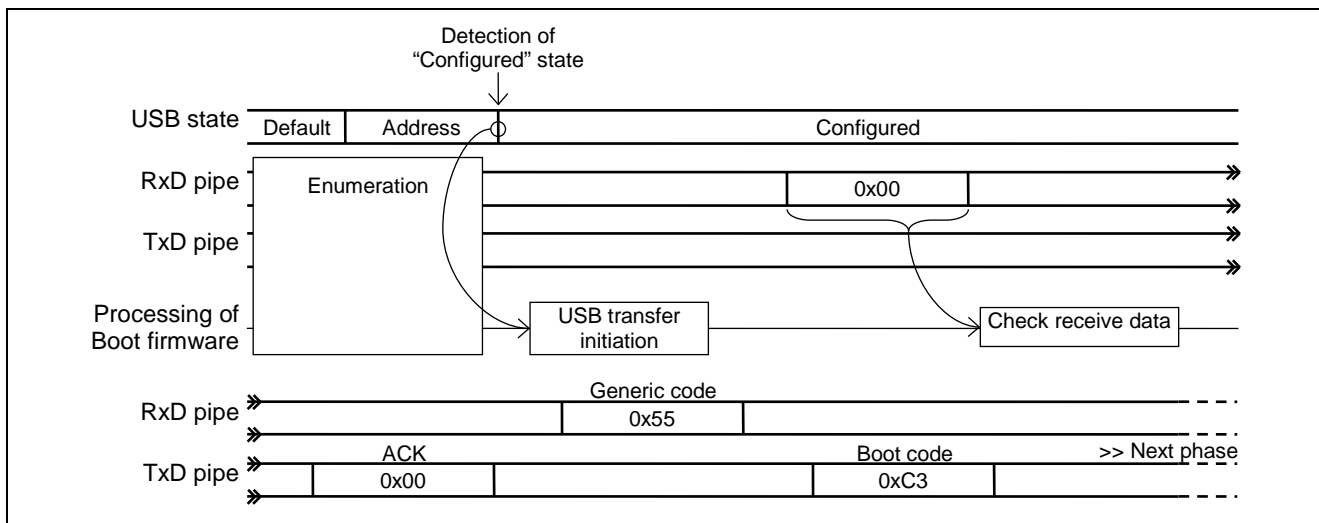 Detection of
“Configured” state
USB state
Default
Address
Configured
RxD pipe
Enumeration
0x00
TxD pipe
Processing of
Boot firmware
USB transfer
initiation
Check receive data
Generic code
RxD pipe
0x55
ACK
Boot code
>> Next phase
TxD pipe
0x00
0xC3